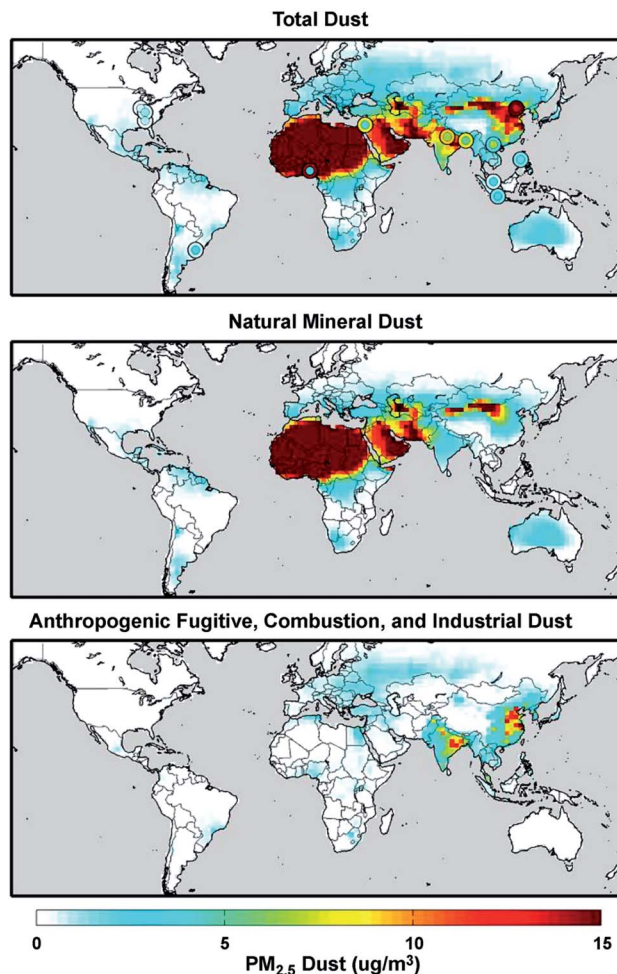 Total Dust
Natural Mineral Dust
Anthropogenic Fugitive, Combustion, and Industrial Dust
0 5 10 15
PM2.5 Dust (ug/m³)